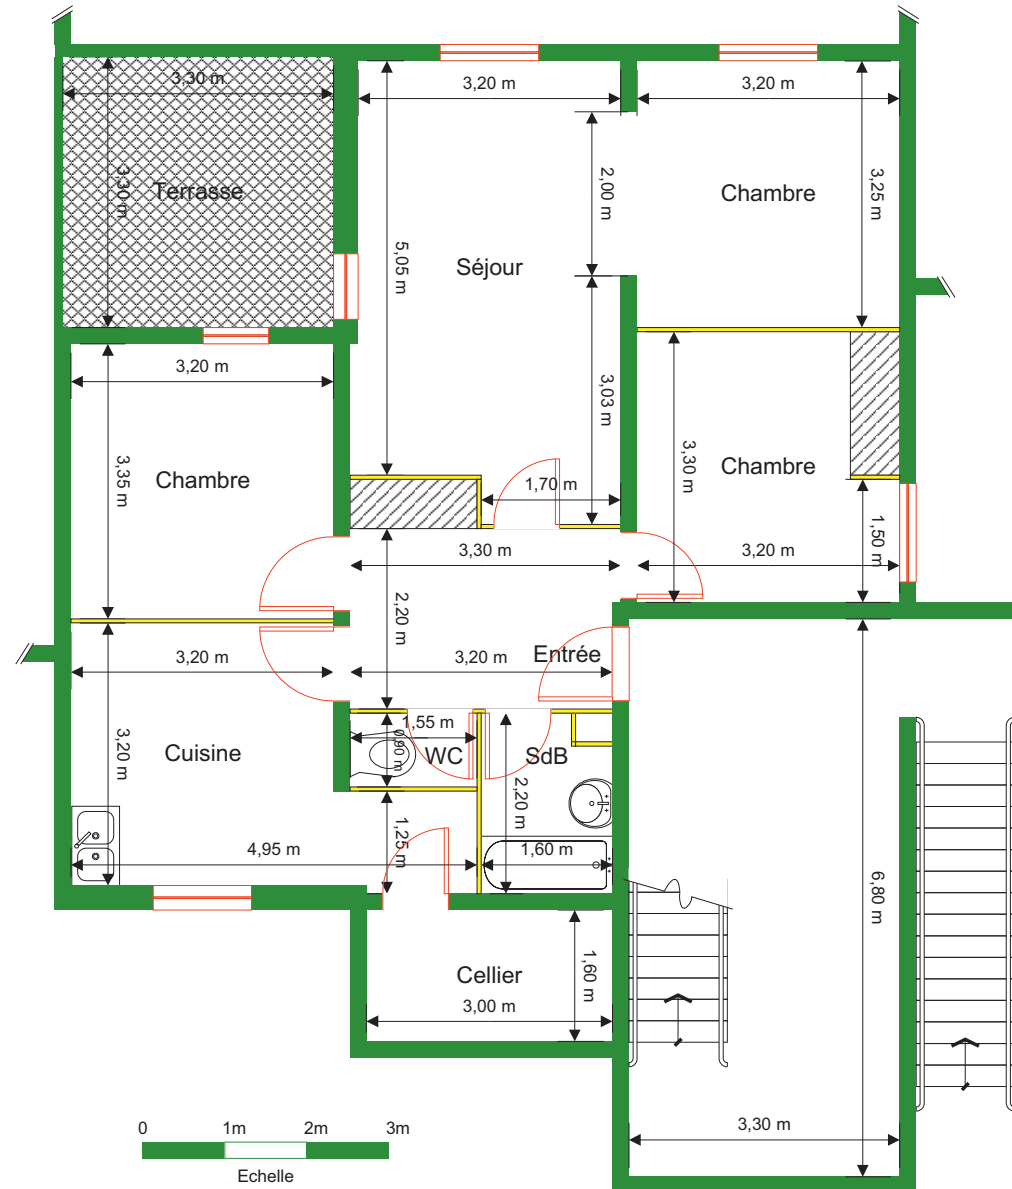 3,30 m
3,20 m
3,20 m
3,30 m
Terrasse
2,00 m
Chambre
3,25 m
5,05 m
Séjour
3,20 m
3,03 m
3,35 m
Chambre
1,70 m
3,30 m
Chambre
1,50 m
3,30 m
3,20 m
2,20 m
3,20 m
3,20 m
Entrée
3,20 m
Cuisine
1,55 m
0,90 m
WC
SdB
2,20 m
1,25 m
4,95 m
1,60 m
6,80 m
Cellier
1,60 m
3,00 m
3,30 m
0 1m 2m 3m
Echelle